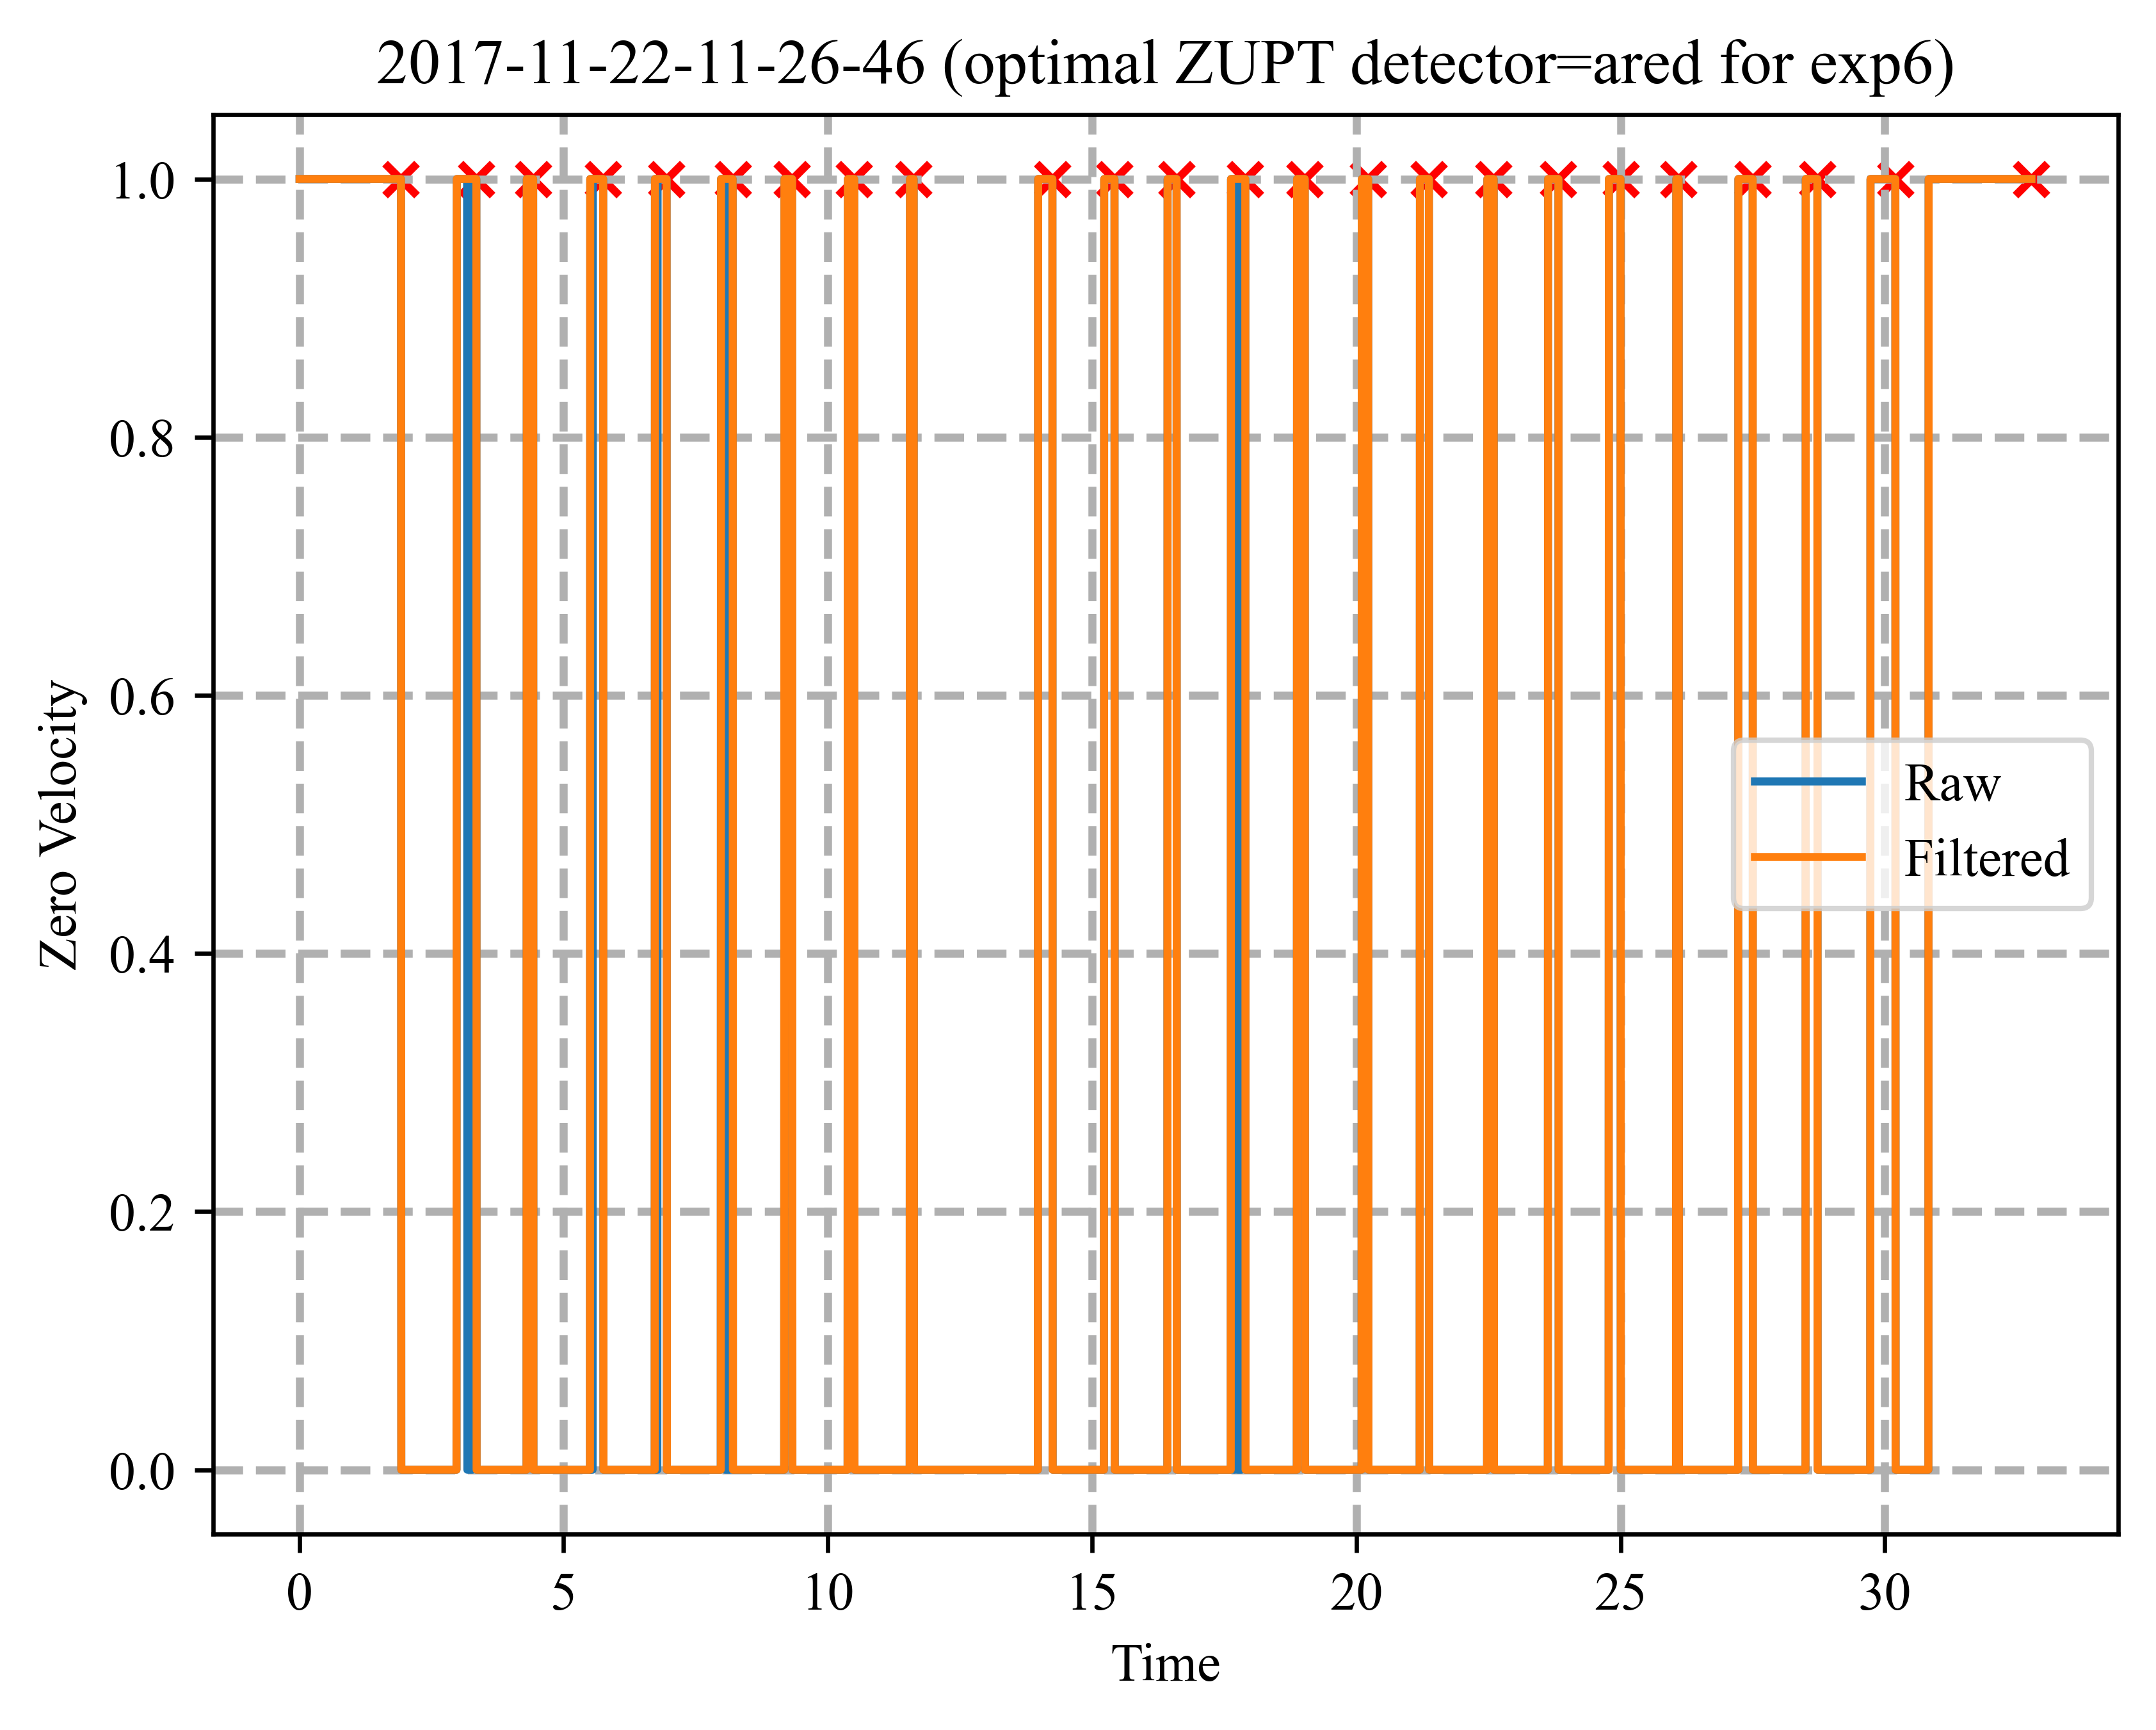 2017-11-22-11-26-46 (optimal ZUPT detector=ared for exp6)
1.0
0.8
0.6
0.4
0.2
0.0
Zero Velocity
Raw
Filtered
0 5 10 15 20 25 30
Time